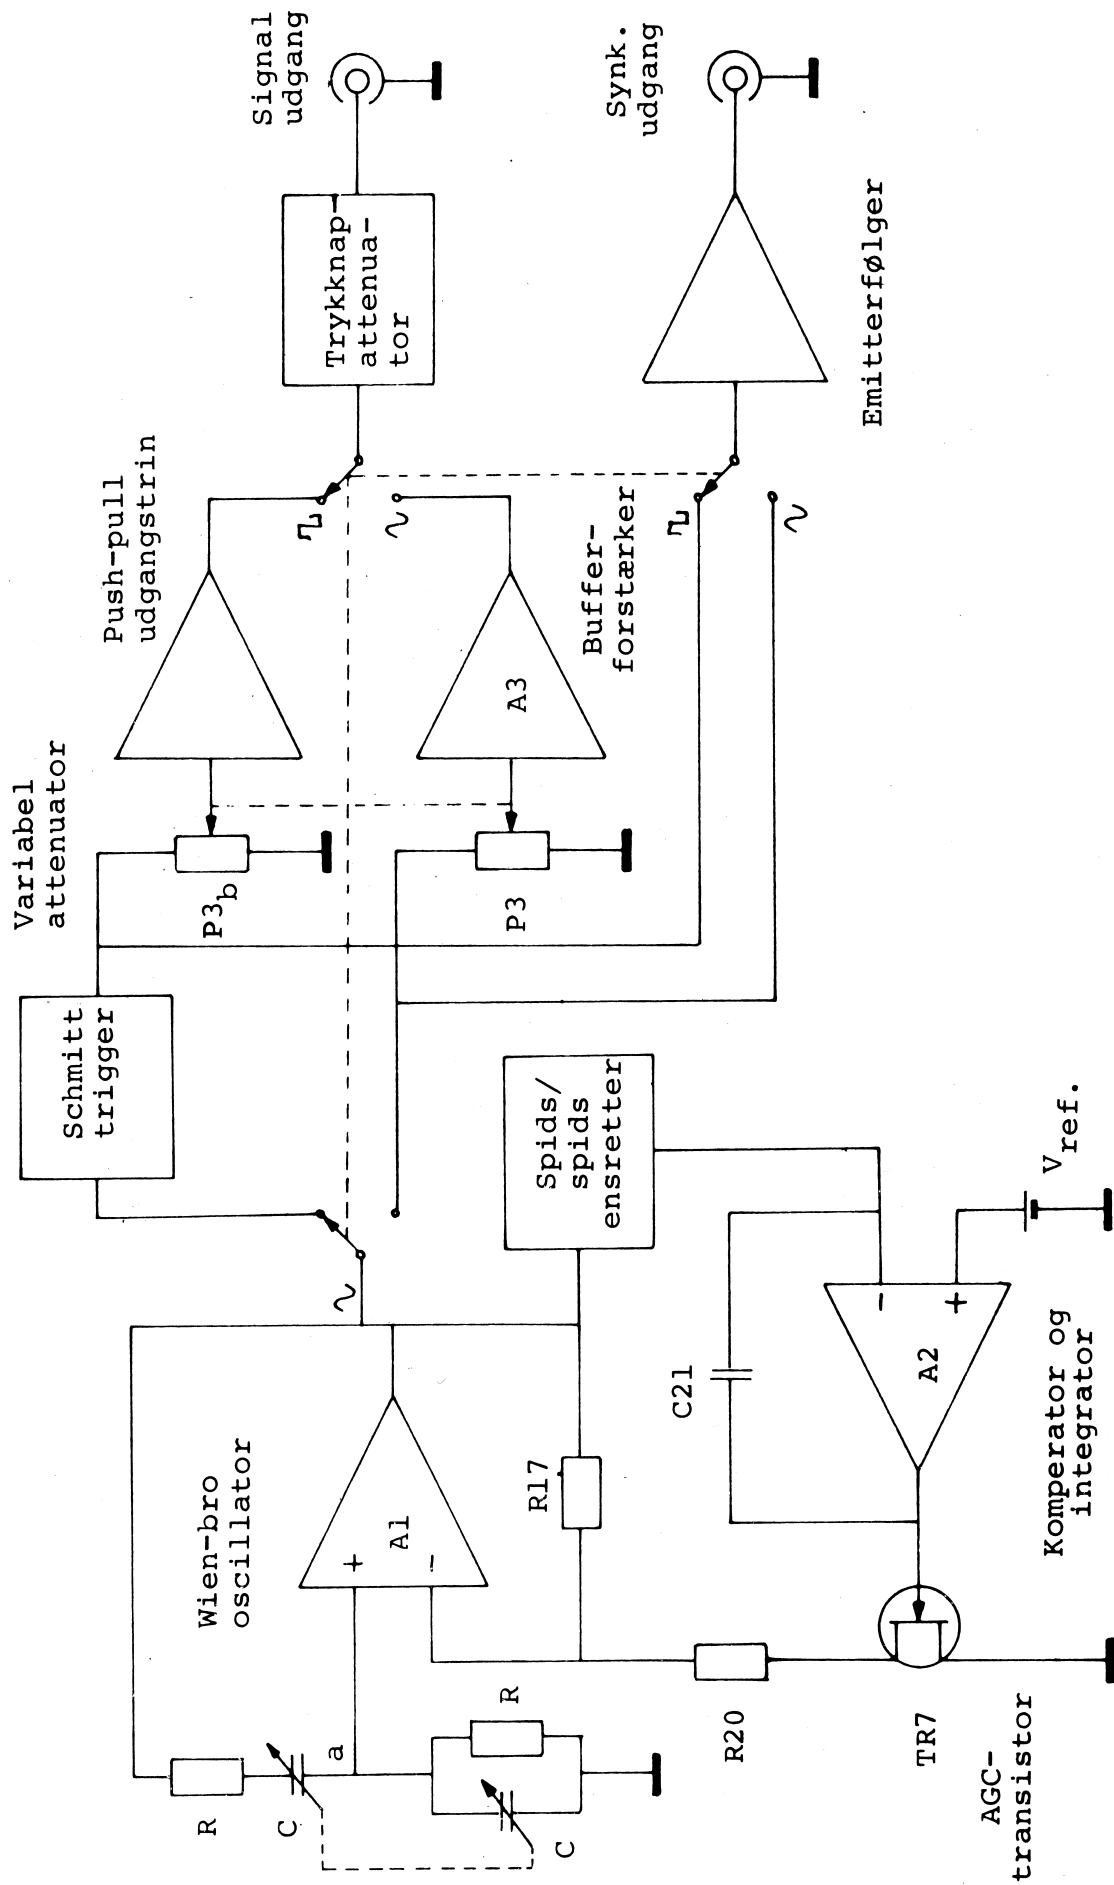 Wien-bro
oscillator
R
C
a
R
C
+
-
A1
R17
R20
TR7
AGC-
transistor
C21
-
+
A2
Komperator og
integrator
Vref.
Spids/
spids
ensretter
Schmitt
trigger
Variabel
attenuator
P3b
P3
Push-pull
udgangstrin
A3
Buffer-
forstærker
Trykknap-
attenua-
tor
Signal
udgang
Emitterfølger
Synk.
udgang